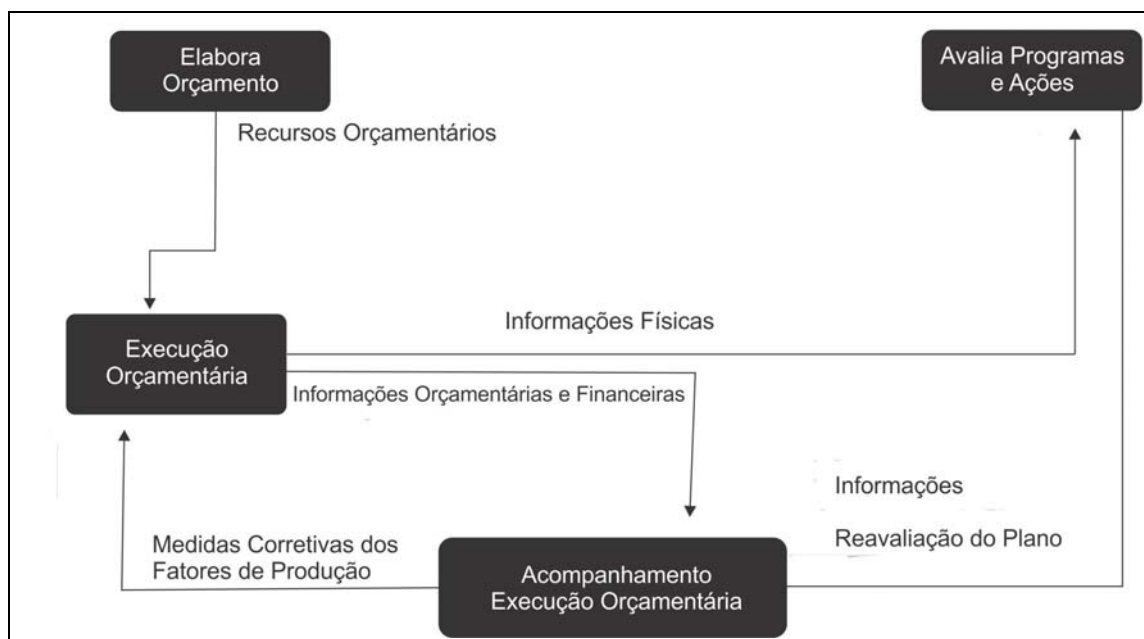 Elabora
Orçamento
Avalia Programas
e Ações
Recursos Orçamentários
Informações Físicas
Execução
Orçamentária
Informações Orçamentárias e Financeiras
Informações
Reavaliação do Plano
Medidas Corretivas dos
Fatores de Produção
Acompanhamento
Execução Orçamentária